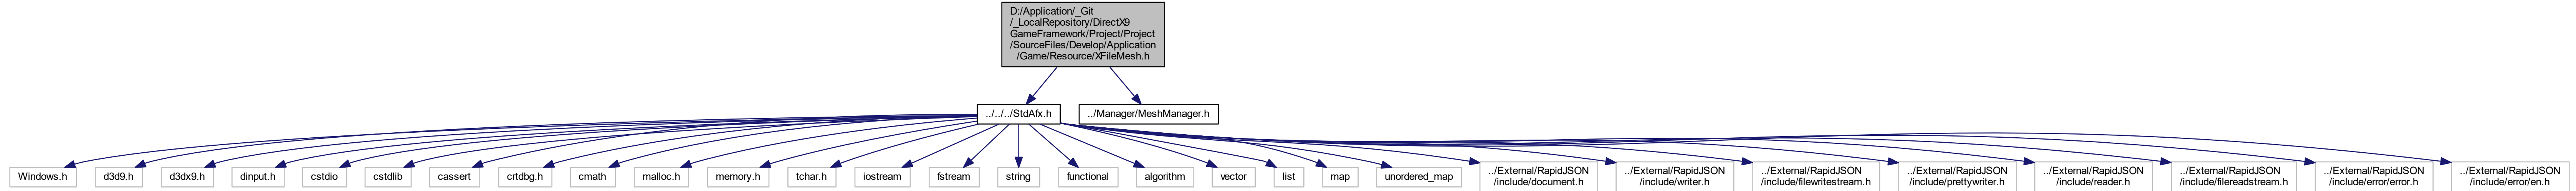 D:/Application/_Git
/_LocalRepository/DirectX9
GameFramework/Project/Project
/SourceFiles/Develop/Application
/Game/Resource/XFileMesh.h
../../../StdAfx.h
../Manager/MeshManager.h
Windows.h
d3d9.h
d3dx9.h
dinput.h
cstdio
cstdlib
cassert
crtdbg.h
cmath
malloc.h
memory.h
tchar.h
iostream
fstream
string
functional
algorithm
vector
list
map
unordered_map
../External/RapidJSON
/include/document.h
../External/RapidJSON
/include/writer.h
../External/RapidJSON
/include/filewritestream.h
../External/RapidJSON
/include/prettywriter.h
../External/RapidJSON
/include/reader.h
../External/RapidJSON
/include/filereadstream.h
../External/RapidJSON
/include/error/error.h
../External/RapidJSON
/include/error/en.h